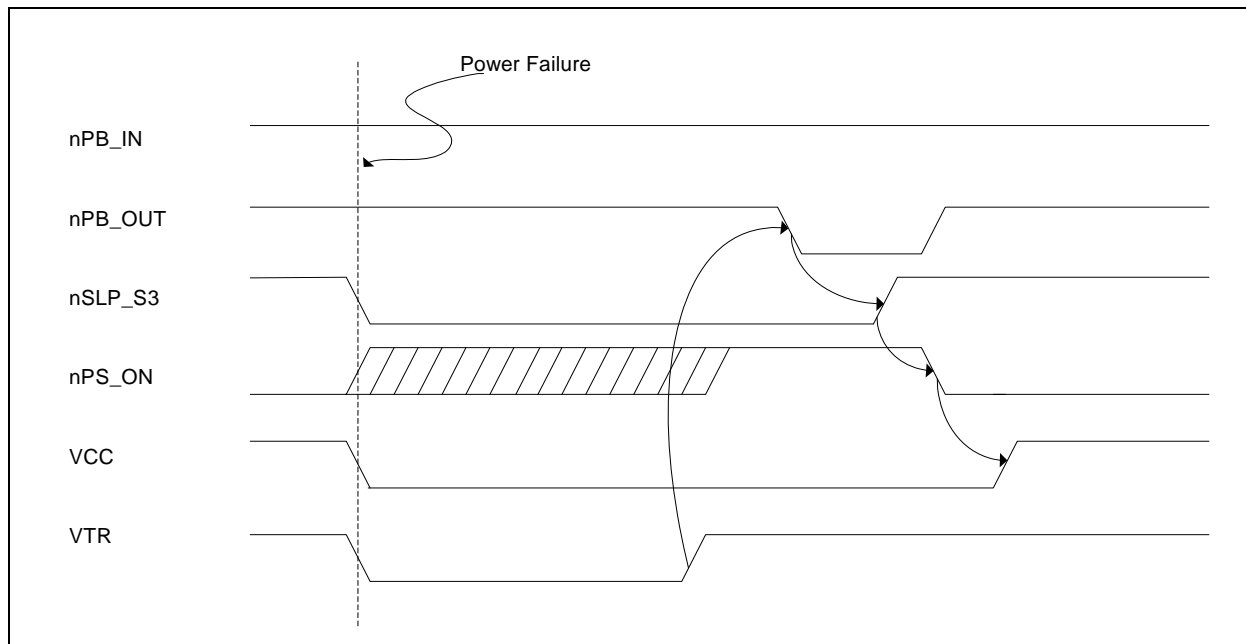 Power Failure
nPB_IN
nPB_OUT
nSLP_S3
nPS_ON
VCC
VTR